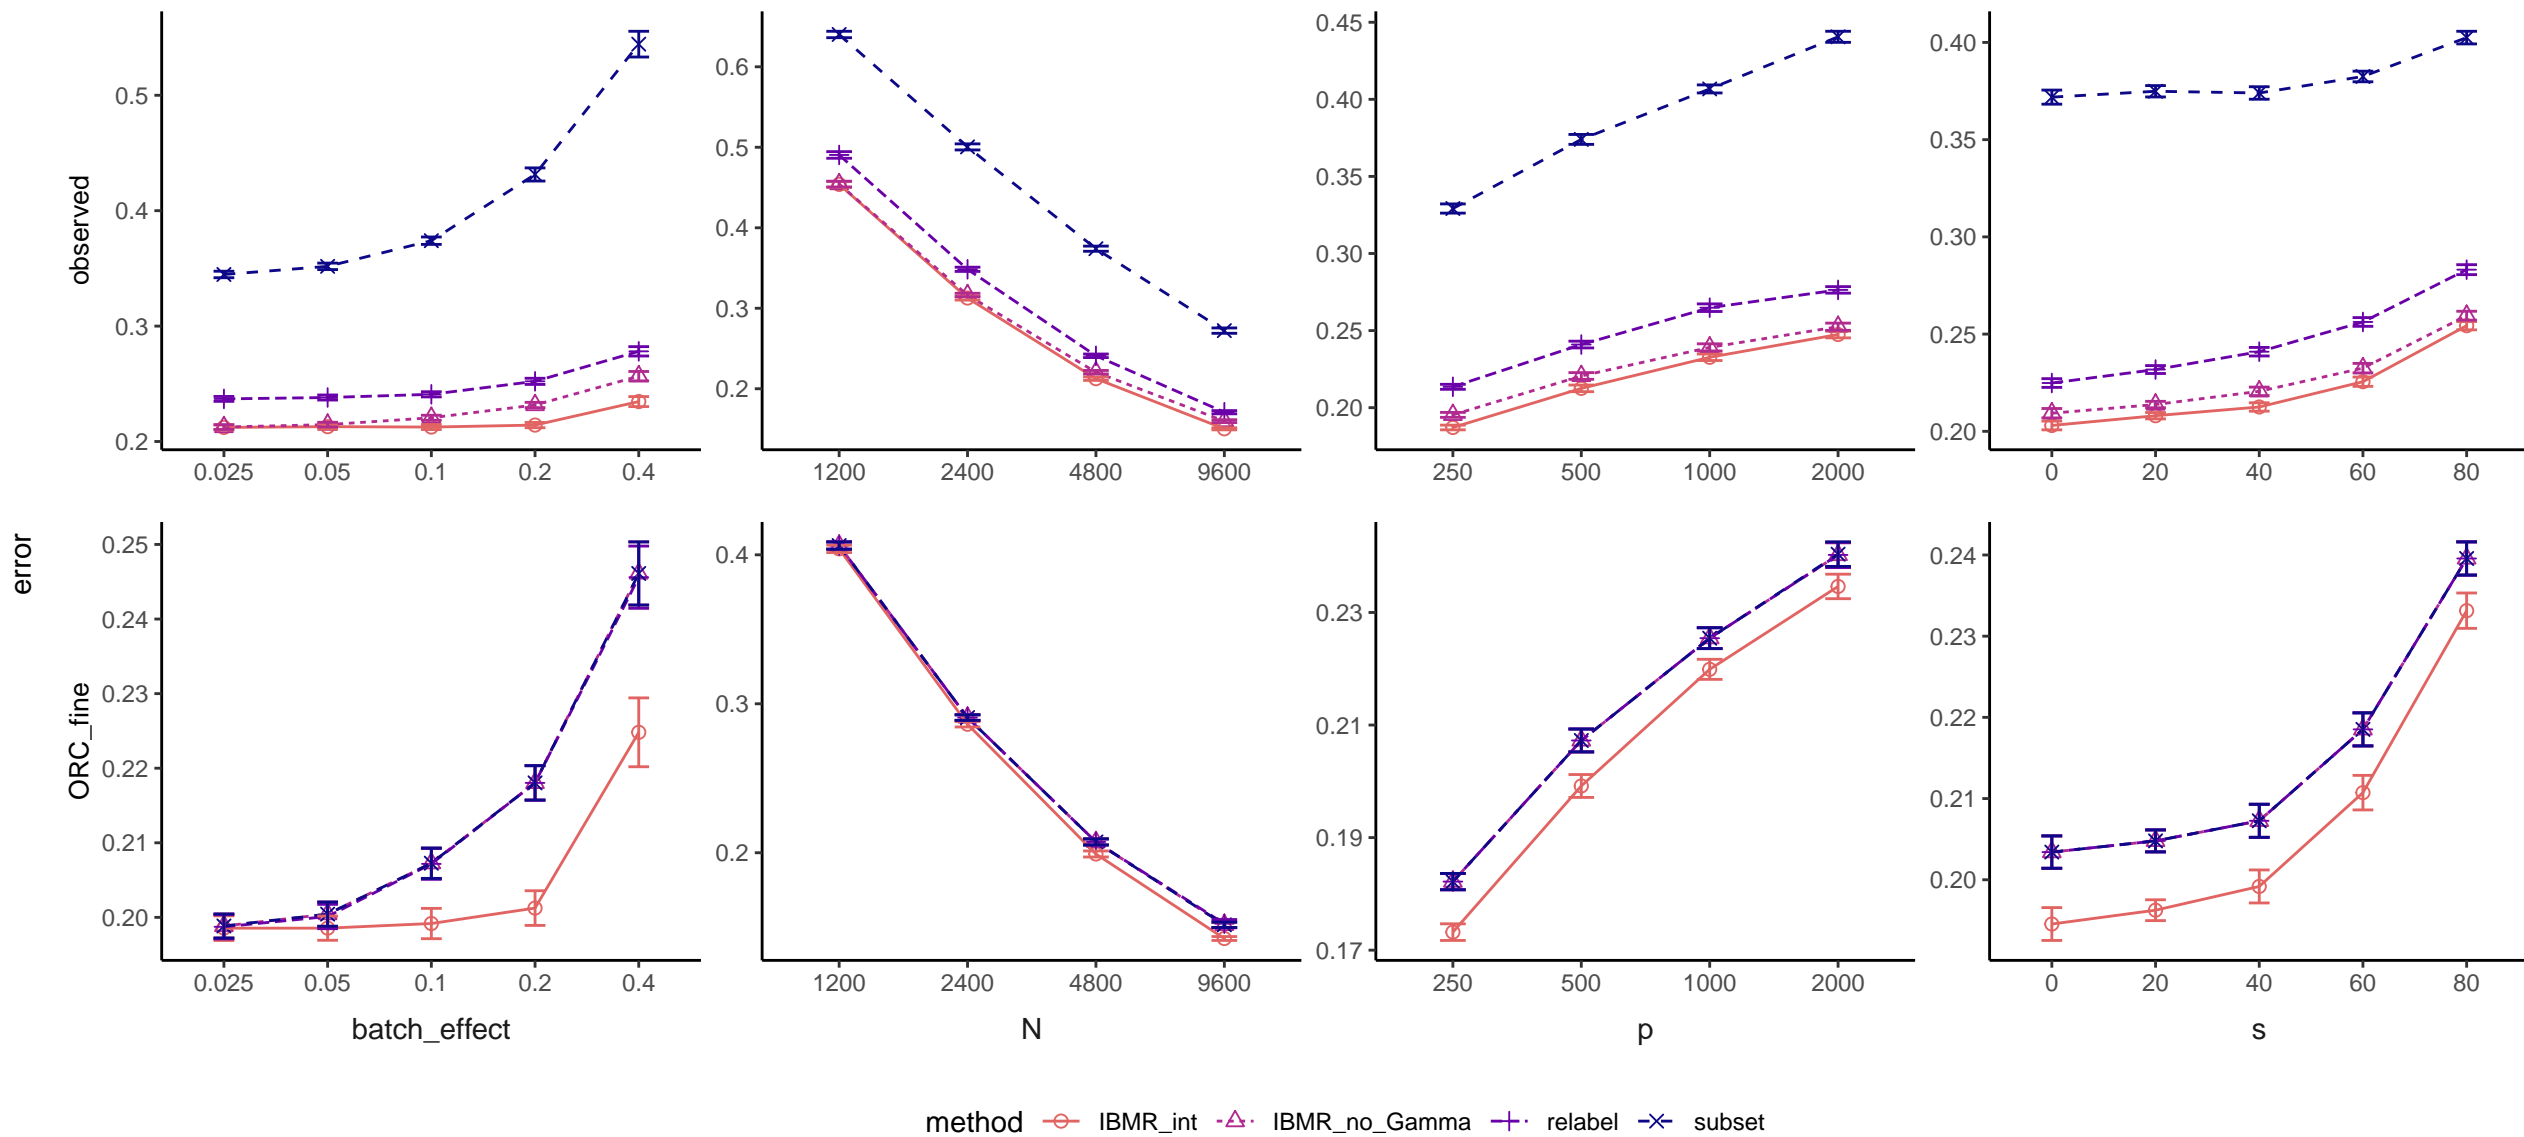 error
observed
0.5
0.4
0.3
0.2
0.025 0.05 0.1 0.2 0.4
0.6
0.5
0.4
0.3
0.2
1200 2400 4800 9600
0.45
0.40
0.35
0.30
0.25
0.20
250 500 1000 2000
0.40
0.35
0.30
0.25
0.20
0 20 40 60 80
ORC_fine
0.25
0.24
0.23
0.22
0.21
0.20
0.025 0.05 0.1 0.2 0.4
batch_effect
0.4
0.3
0.2
1200 2400 4800 9600
N
0.23
0.21
0.19
0.17
250 500 1000 2000
p
0.24
0.23
0.22
0.21
0.20
0 20 40 60 80
s
method IBMR_int IBMR_no_Gamma relabel subset